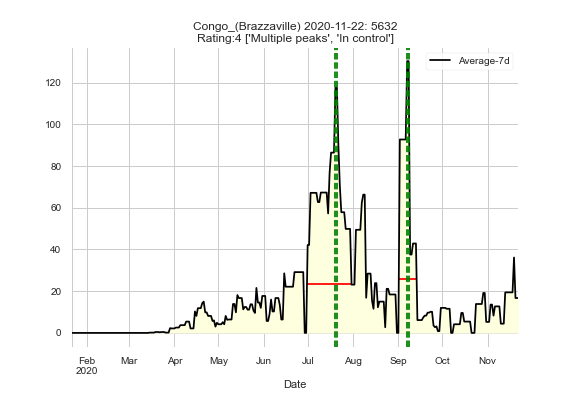 Congo_(Brazzaville) 2020-11-22: 5632
Rating:4 ['Multiple peaks', 'In control']
Average-7d
120
100
80
60
40
20
0
Feb Mar Apr May Jun Jul Aug Sep Oct Nov
2020
Date